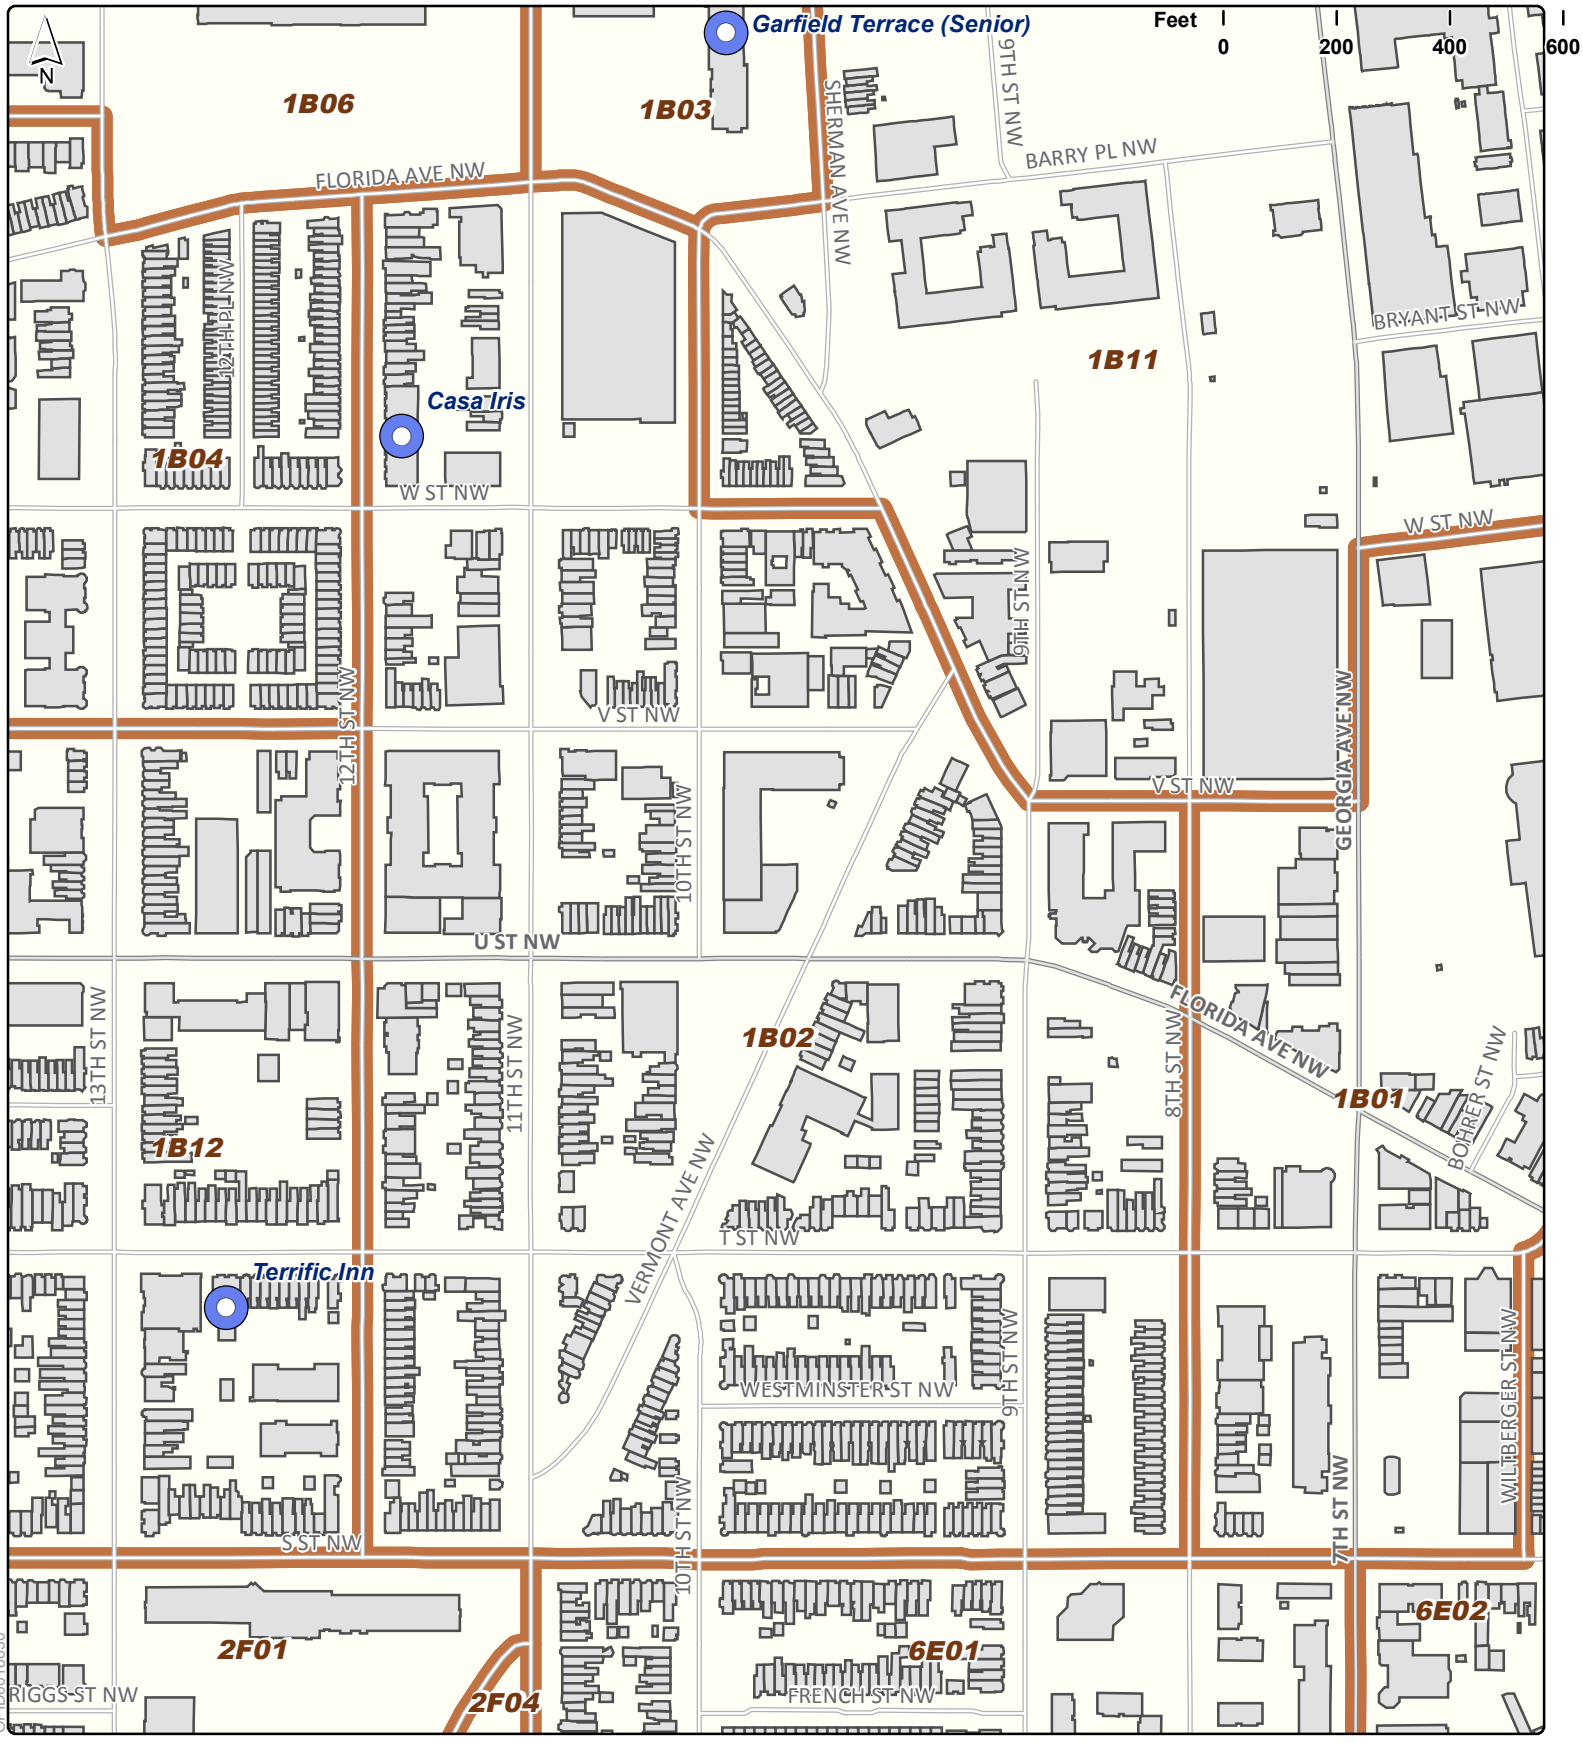 Garfield Terrace (Senior)
Feet
0
200
400
600
N
1B06
1B03
9TH ST NW
SHERMAN AVE NW
BARRY PL NW
FLORIDA AVE NW
12TH PL NW
BRYANT ST NW
1B11
Casa Iris
1B04
W ST NW
W ST NW
9TH ST NW
12TH ST NW
V ST NW
GEORGIA AVE NW
V ST NW
10TH ST NW
U ST NW
13TH ST NW
11TH ST NW
1B02
8TH ST NW
FLORIDA AVE NW
BOHRER ST NW
1B01
1B12
VERMONT AVE NW
T ST NW
Terrific Inn
9TH ST NW
WESTMINSTER ST NW
WILTBERGER ST NW
10TH ST NW
7TH ST NW
S ST NW
2F01
6E01
6E02
RIGGS ST NW
2F04
FRENCH ST NW